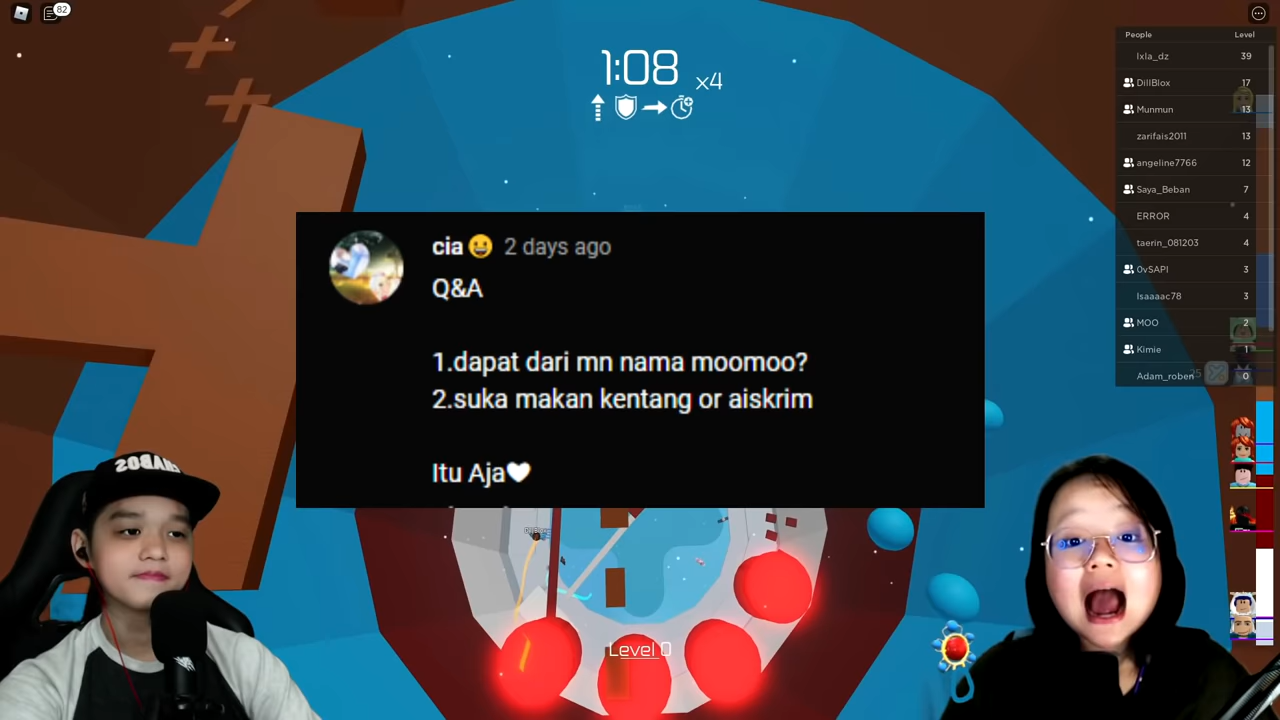 82
1:08 x4
People Level
lxla_dz 39
DillBlox 17
Munmun 13
zarifais2011 13
angeline7766 12
Saya_Beban 7
ERROR 4
taerin_081203 4
0vSAPI 3
Isaaaac78 3
MOO 2
Kimie 1
Adam_roben 0
25
cia😀 2 days ago
Q&A
1.dapat dari mn nama moomoo?
2.suka makan kentang or aiskrim
Itu Aja🤍
Level 0